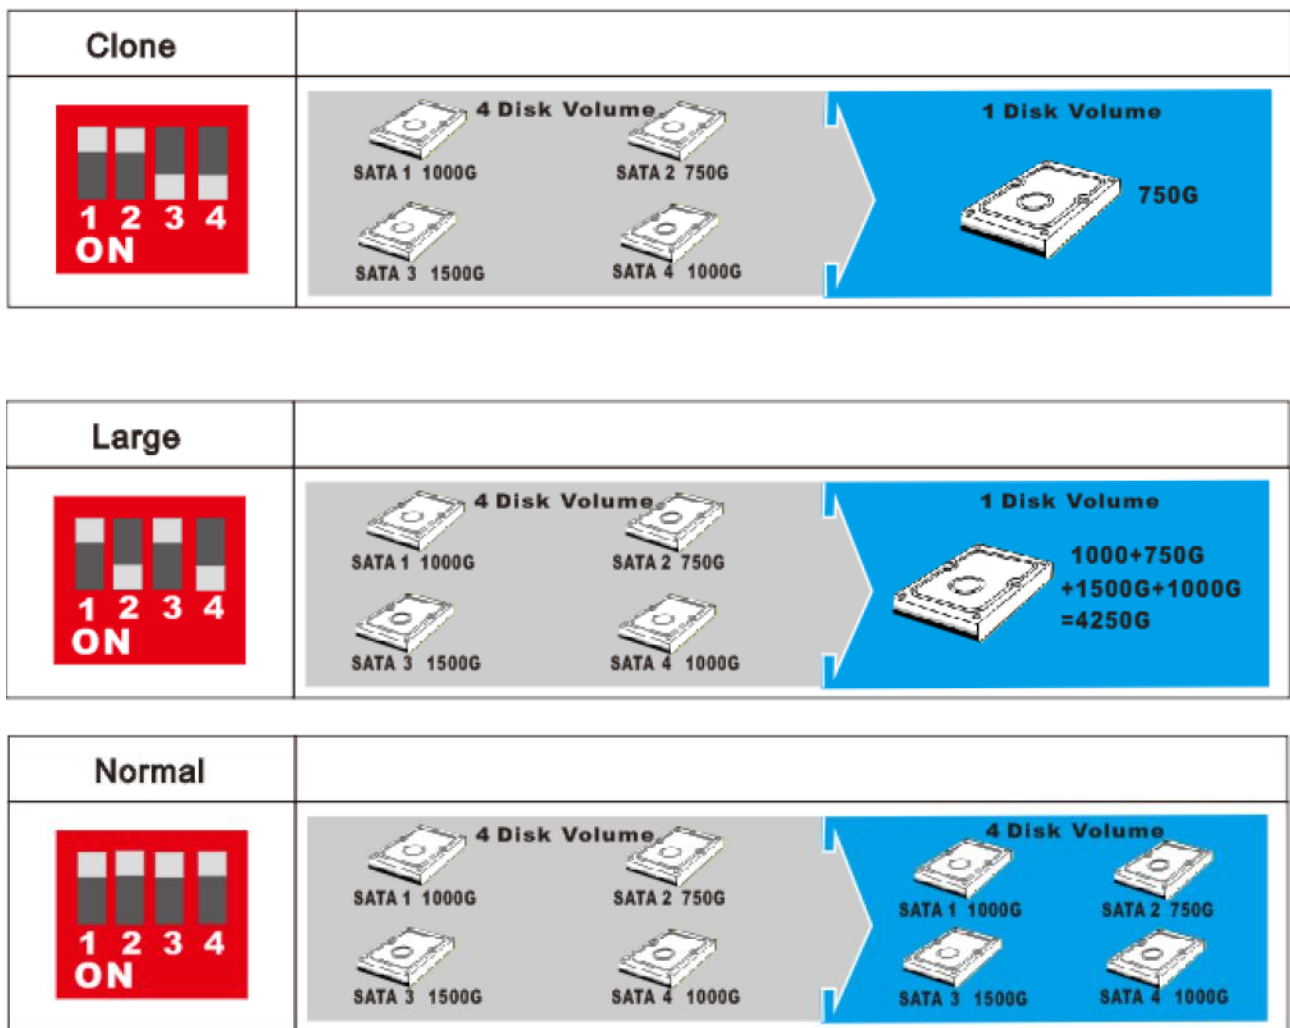 Clone
4 Disk Volume
1 Disk Volume
SATA 1 1000G
SATA 2 750G
750G
1 2 3 4
ON
SATA 3 1500G
SATA 4 1000G
Large
4 Disk Volume
1 Disk Volume
SATA 1 1000G
SATA 2 750G
1000+750G
+1500G+1000G
=4250G
1 2 3 4
ON
SATA 3 1500G
SATA 4 1000G
Normal
4 Disk Volume
4 Disk Volume
SATA 1 1000G
SATA 2 750G
SATA 1 1000G
SATA 2 750G
1 2 3 4
ON
SATA 3 1500G
SATA 4 1000G
SATA 3 1500G
SATA 4 1000G